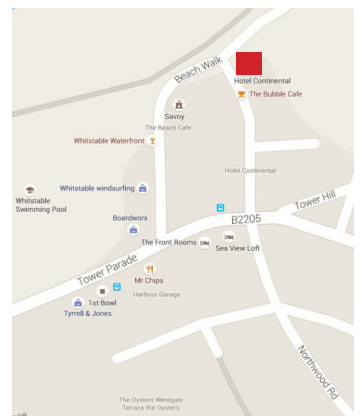 Beach Walk
Hotel Continental
The Bubble Cafe
Savoy
The Beach Cafe
Whitstable Waterfront
Hotel Continental
Whitstable windsurfing
Whitstable
Swimming Pool
Tower Hill
Boardworx
B2205
The Front Rooms
Sea View Loft
Tower Parade
Mr Chips
Harbour Garage
1st Bowl
Tyrrell & Jones
Northwood Rd
The Oysters Westgate
Terrace the Oysters